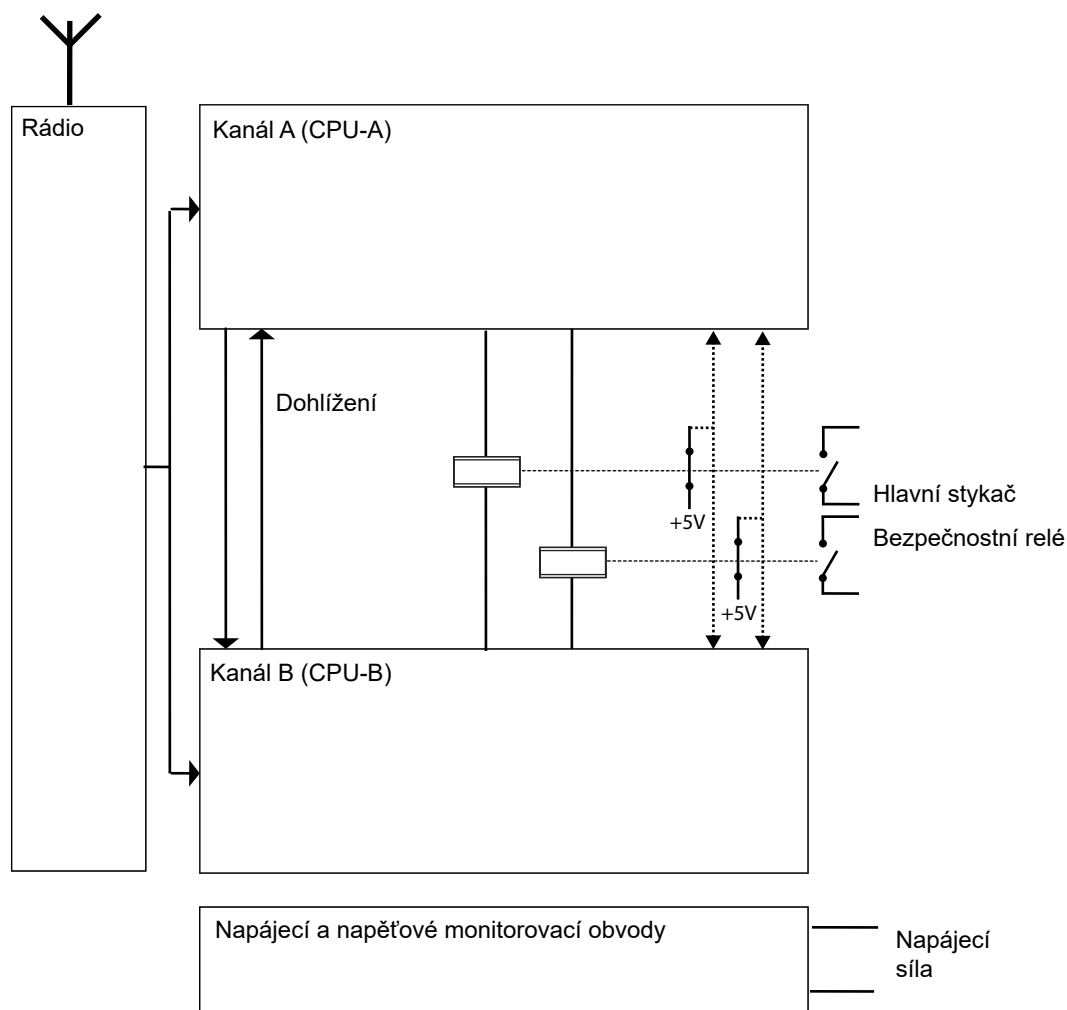 Rádio
Kanál A (CPU-A)
Dohlížení
+5V
Hlavní stykač
Bezpečnostní relé
+5V
Kanál B (CPU-B)
Napájecí a napěťové monitorovací obvody
Napájecí
síla